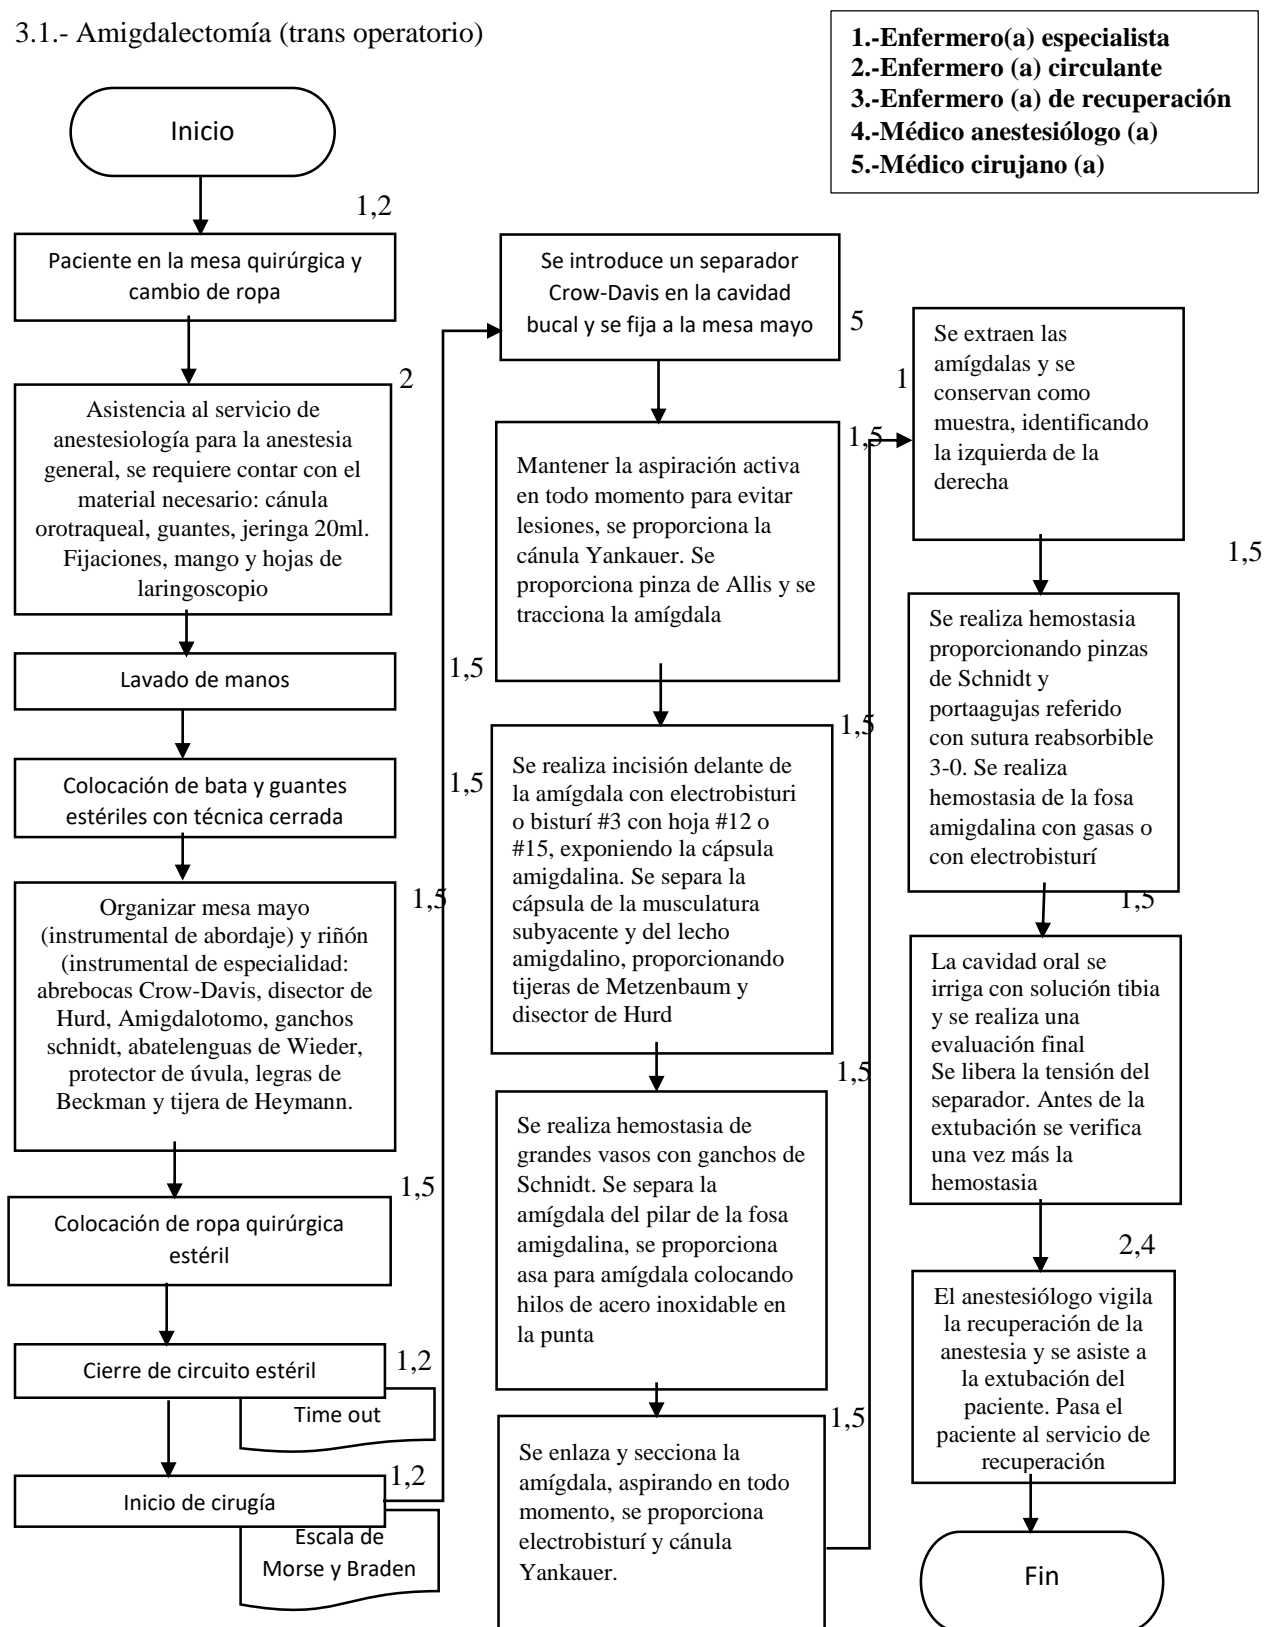 3.1.- Amigdalectomía (trans operatorio)
1.-Enfermero(a) especialista
2.-Enfermero (a) circulante
3.-Enfermero (a) de recuperación
4.-Médico anestesiólogo (a)
5.-Médico cirujano (a)
Inicio
1,2
Paciente en la mesa quirúrgica y
cambio de ropa
2
Asistencia al servicio de
anestesiología para la anestesia
general, se requiere contar con el
material necesario: cánula
orotraqueal, guantes, jeringa 20ml.
Fijaciones, mango y hojas de
laringoscopio
1,5
Lavado de manos
1,5
Colocación de bata y guantes
estériles con técnica cerrada
1,5
Organizar mesa mayo
(instrumental de abordaje) y riñón
(instrumental de especialidad:
abrebocas Crow-Davis, disector de
Hurd, Amigdalotomo, ganchos
schnidt, abatelenguas de Wieder,
protector de úvula, legras de
Beckman y tijera de Heymann.
1,5
Colocación de ropa quirúrgica
estéril
1,2
Cierre de circuito estéril
Time out
1,2
Inicio de cirugía
Escala de
Morse y Braden
Se introduce un separador
Crow-Davis en la cavidad
bucal y se fija a la mesa mayo
5
1,5
Mantener la aspiración activa
en todo momento para evitar
lesiones, se proporciona la
cánula Yankauer. Se
proporciona pinza de Allis y se
tracciona la amígdala
1,5
Se realiza incisión delante de
la amígdala con electrobisturi
o bisturí #3 con hoja #12 o
#15, exponiendo la cápsula
amigdalina. Se separa la
cápsula de la musculatura
subyacente y del lecho
amigdalino, proporcionando
tijeras de Metzenbaum y
disector de Hurd
1,5
Se realiza hemostasia de
grandes vasos con ganchos de
Schnidt. Se separa la
amígdala del pilar de la fosa
amigdalina, se proporciona
asa para amígdala colocando
hilos de acero inoxidable en
la punta
1,5
Se enlaza y secciona la
amígdala, aspirando en todo
momento, se proporciona
electrobisturí y cánula
Yankauer.
1
Se extraen las
amígdalas y se
conservan como
muestra, identificando
la izquierda de la
derecha
1,5
Se realiza hemostasia
proporcionando pinzas
de Schnidt y
portaagujas referido
con sutura reabsorbible
3-0. Se realiza
hemostasia de la fosa
amigdalina con gasas o
con electrobisturí
1,5
La cavidad oral se
irriga con solución tibia
y se realiza una
evaluación final
Se libera la tensión del
separador. Antes de la
extubación se verifica
una vez más la
hemostasia
2,4
El anestesiólogo vigila
la recuperación de la
anestesia y se asiste a
la extubación del
paciente. Pasa el
paciente al servicio de
recuperación
Fin